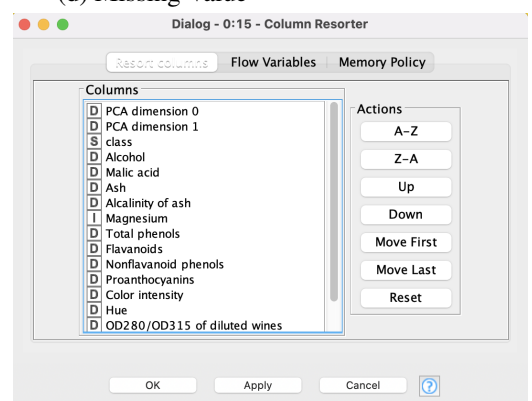 (d) Missing Value
Dialog - 0:15 - Column Resorter
Resort columns Flow Variables Memory Policy
Columns
D PCA dimension 0
D PCA dimension 1
S class
D Alcohol
D Malic acid
D Ash
D Alcalinity of ash
I Magnesium
D Total phenols
D Flavanoids
D Nonflavanoid phenols
D Proanthocyanins
D Color intensity
D Hue
D OD280/OD315 of diluted wines
Actions
A-Z
Z-A
Up
Down
Move First
Move Last
Reset
OK Apply Cancel ?